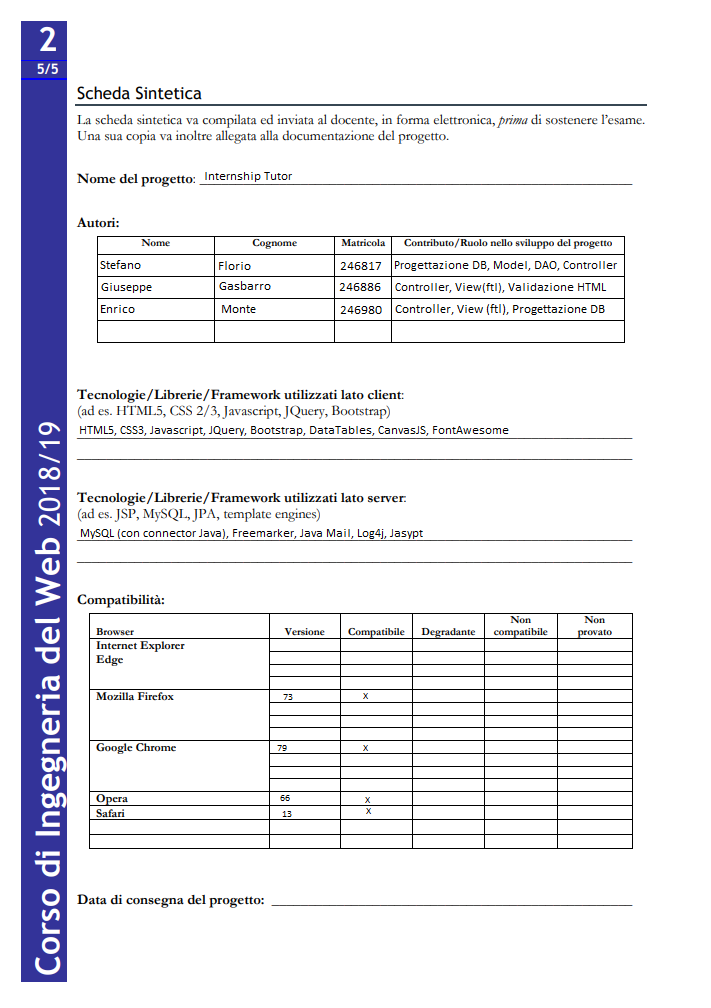 2
5/5
Corso di Ingegneria del Web 2018/19
Scheda Sintetica
La scheda sintetica va compilata ed inviata al docente, in forma elettronica, prima di sostenere l'esame.
Una sua copia va inoltre allegata alla documentazione del progetto.
Nome del progetto: Internship Tutor
Autori:
Nome Cognome Matricola Contributo/Ruolo nello sviluppo del progetto
Stefano Florio 246817 Progettazione DB, Model, DAO, Controller
Giuseppe Gasbarro 246886 Controller, View(ftl), Validazione HTML
Enrico Monte 246980 Controller, View (ftl), Progettazione DB
Tecnologie/Librerie/Framework utilizzati lato client:
(ad es. HTML5, CSS 2/3, Javascript, JQuery, Bootstrap)
HTML5, CSS3, Javascript, JQuery, Bootstrap, DataTables, CanvasJS, FontAwesome
Tecnologie/Librerie/Framework utilizzati lato server:
(ad es. JSP, MySQL, JPA, template engines)
MySQL (con connector Java), Freemarker, Java Mail, Log4j, Jasypt
Compatibilità:
Browser Versione Compatibile Degradante Non compatibile Non provato
Internet Explorer
Edge
Mozilla Firefox 73 X
Google Chrome 79 X
Opera 66 X
Safari 13 X
Data di consegna del progetto: